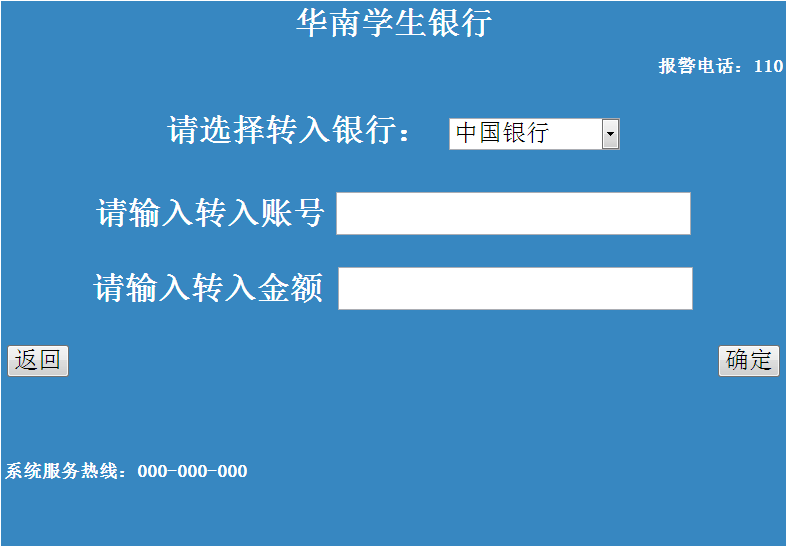 华南学生银行
报警电话：110
请选择转入银行： 中国银行
请输入转入账号
请输入转入金额
返回 确定
系统服务热线：000-000-000